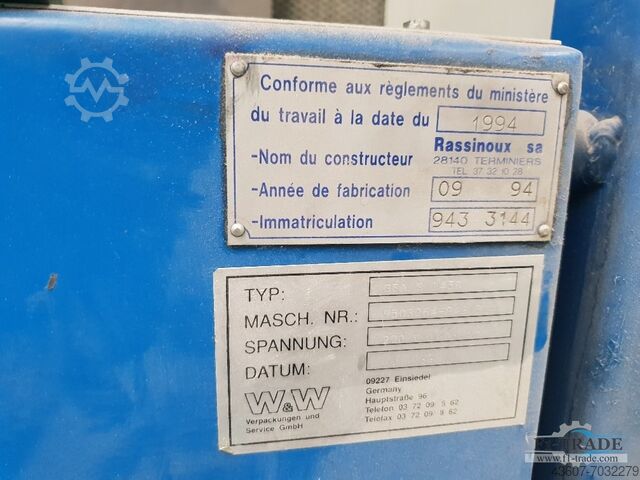 Conforme aux règlements du ministère
du travail à la date du 1994
-Nom du constructeur Rassinoux sa
28140 TERMINIERS
TEL 37 32 10 28
-Année de fabrication 09 94
-Immatriculation 943 3144
TYP:
MASCH. NR.:
SPANNUNG:
DATUM:
W&W
Verpackungen und
Service GmbH
09227 Einsiedel
Germany
Hauptstraße 96
Telefon 03 72 09 5 62
Telefax 03 72 09 9 62
F1-TRADE
www.f1-trade.com
43607-7032279